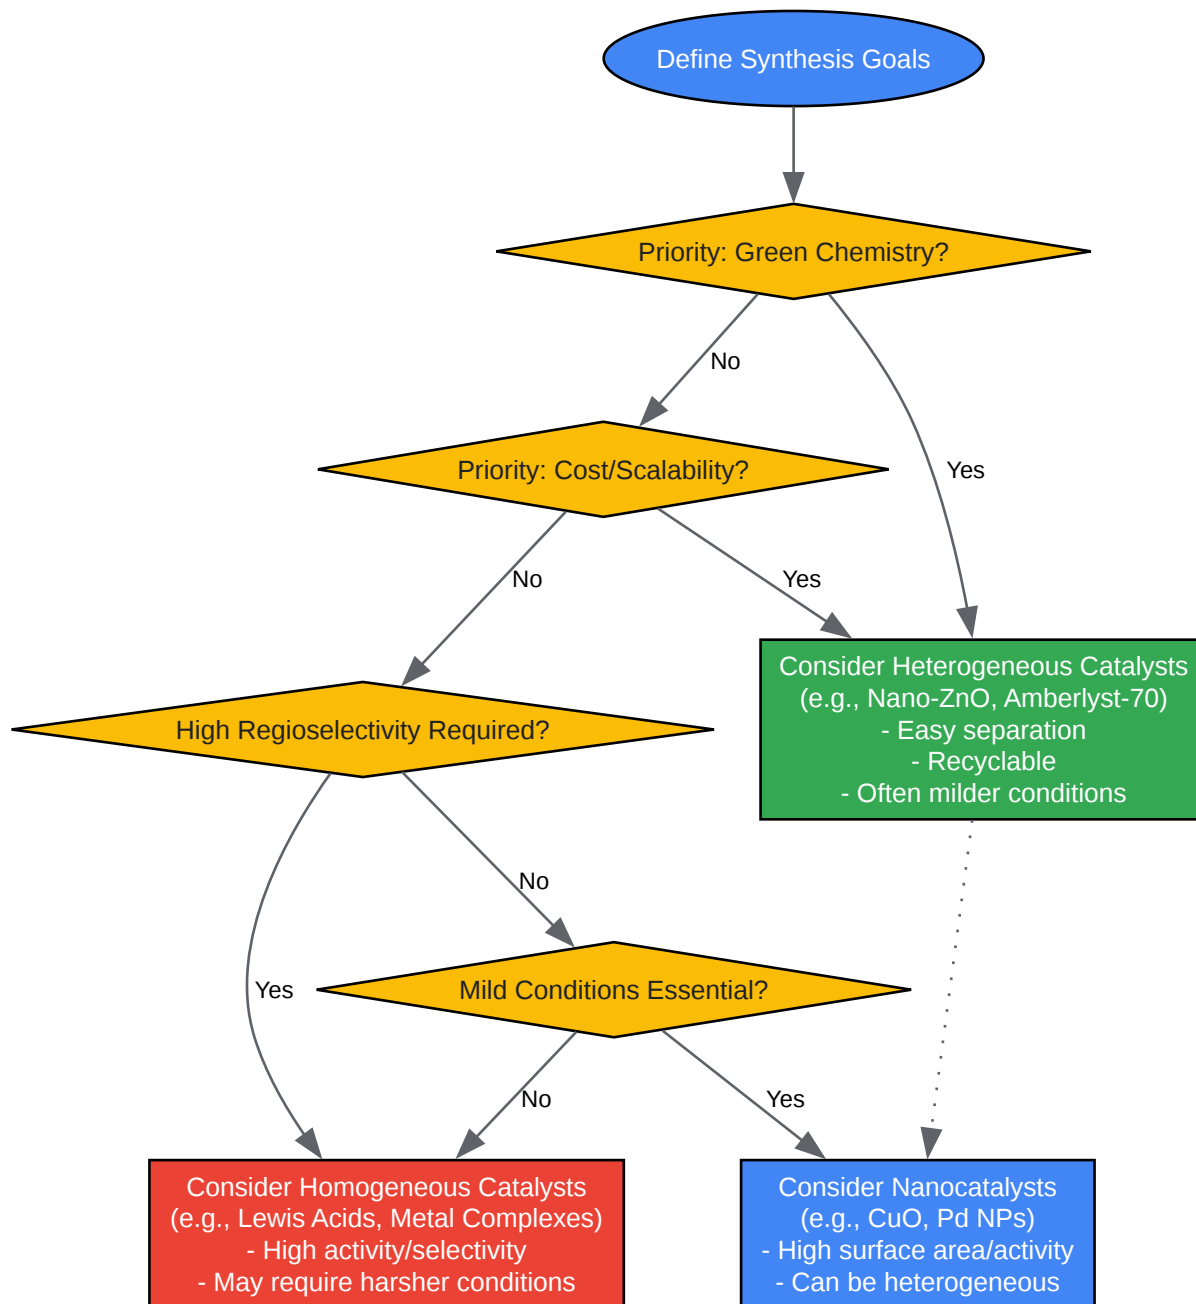 Define Synthesis Goals
Priority: Green Chemistry?
No
Priority: Cost/Scalability?
Yes
No
Yes
Consider Heterogeneous Catalysts
(e.g., Nano-ZnO, Amberlyst-70)
- Easy separation
- Recyclable
- Often milder conditions
High Regioselectivity Required?
No
Yes
Mild Conditions Essential?
No
Yes
Consider Homogeneous Catalysts
(e.g., Lewis Acids, Metal Complexes)
- High activity/selectivity
- May require harsher conditions
Consider Nanocatalysts
(e.g., CuO, Pd NPs)
- High surface area/activity
- Can be heterogeneous